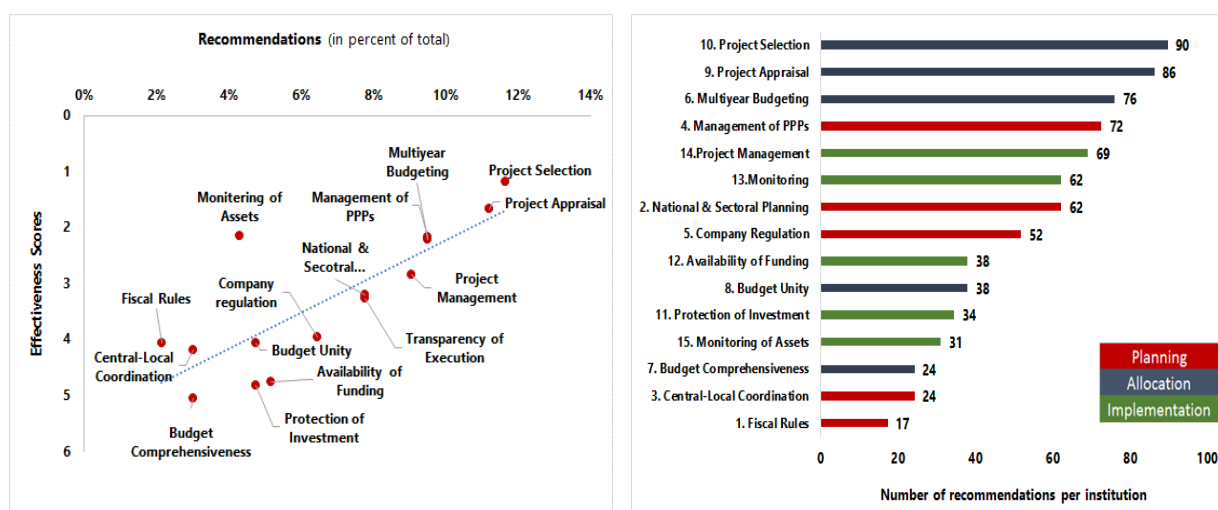 Recommendations (in percent of total)
0% 2% 4% 6% 8% 10% 12% 14%
Effectiveness Scores
0
1
2
3
4
5
6
Multiyear
Budgeting
Project Selection
Monitering of
Assets
Management of
PPPs
Project Appraisal
National &
Secotral...
Company
regulation
Project
Management
Fiscal Rules
Transparency of
Execution
Central-Local
Coordination
Budget Unity
Availability of
Funding
Protection of
Investment
Budget
Comprehensiveness
10. Project Selection 90
9. Project Appraisal 86
6. Multiyear Budgeting 76
4. Management of PPPs 72
14.Project Management 69
13.Monitoring 62
2. National & Sectoral Planning 62
5. Company Regulation 52
12. Availability of Funding 38
8. Budget Unity 38
11. Protection of Investment 34
15. Monitoring of Assets 31
7. Budget Comprehensiveness 24
3. Central-Local Coordination 24
1. Fiscal Rules 17
Planning
Allocation
Implementation
0 20 40 60 80 100
Number of recommendations per institution